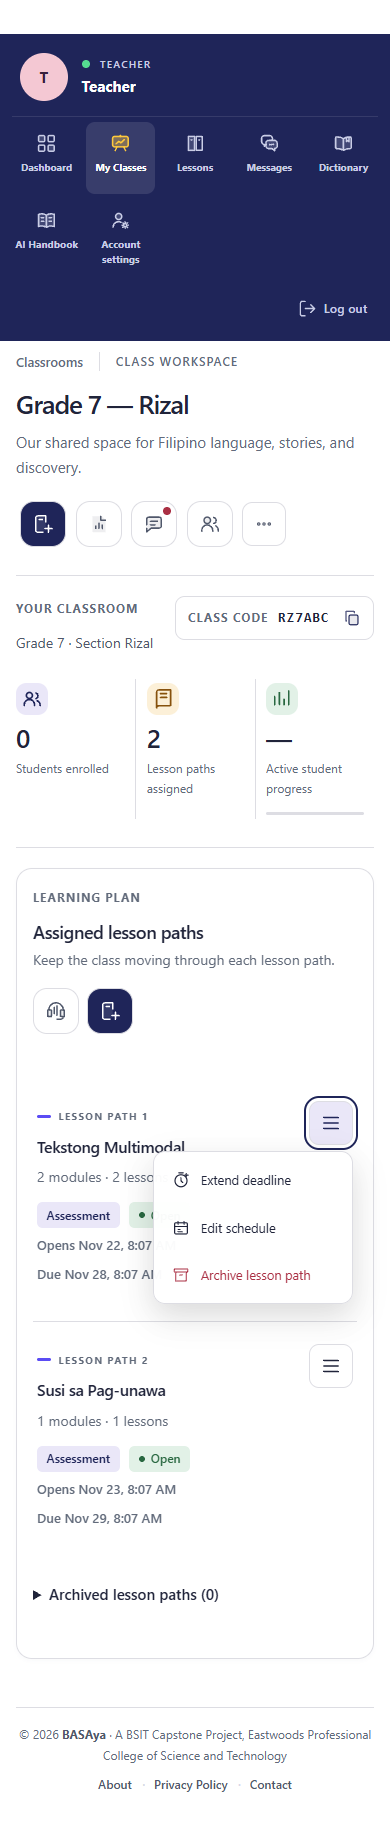 T
TEACHER
Teacher
Dashboard
My Classes
Lessons
Messages
Dictionary
AI Handbook
Account
settings
Log out
Classrooms
CLASS WORKSPACE
Grade 7 — Rizal
Our shared space for Filipino language, stories, and
discovery.
YOUR CLASSROOM
Grade 7 · Section Rizal
CLASS CODE RZ7ABC
0
Students enrolled
2
Lesson paths
assigned
—
Active student
progress
LEARNING PLAN
Assigned lesson paths
Keep the class moving through each lesson path.
LESSON PATH 1
Tekstong Multimodal
2 modules · 2 lesso
Assessment
Opens Nov 22, 8:07
Due Nov 28, 8:07 A
Extend deadline
Edit schedule
Archive lesson path
LESSON PATH 2
Susi sa Pag-unawa
1 modules · 1 lessons
Assessment
Open
Opens Nov 23, 8:07 AM
Due Nov 29, 8:07 AM
Archived lesson paths (0)
© 2026 BASAya · A BSIT Capstone Project, Eastwoods Professional
College of Science and Technology
About · Privacy Policy · Contact